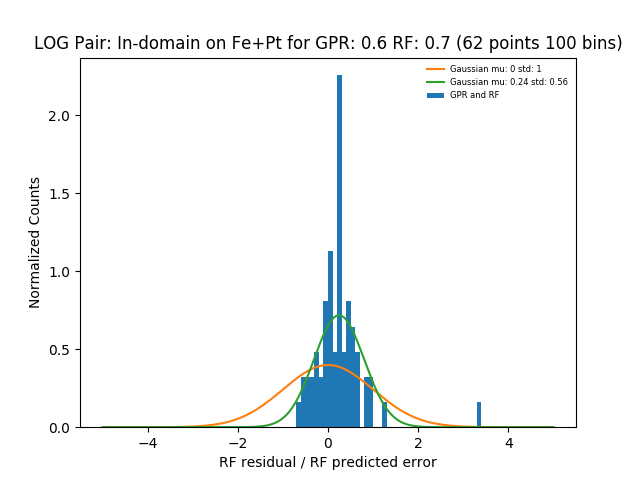 LOG Pair: In-domain on Fe+Pt for GPR: 0.6 RF: 0.7 (62 points 100 bins)
Gaussian mu: 0 std: 1
Gaussian mu: 0.24 std: 0.56
GPR and RF
Normalized Counts
2.0
1.5
1.0
0.5
0.0
−4 −2 0 2 4
RF residual / RF predicted error